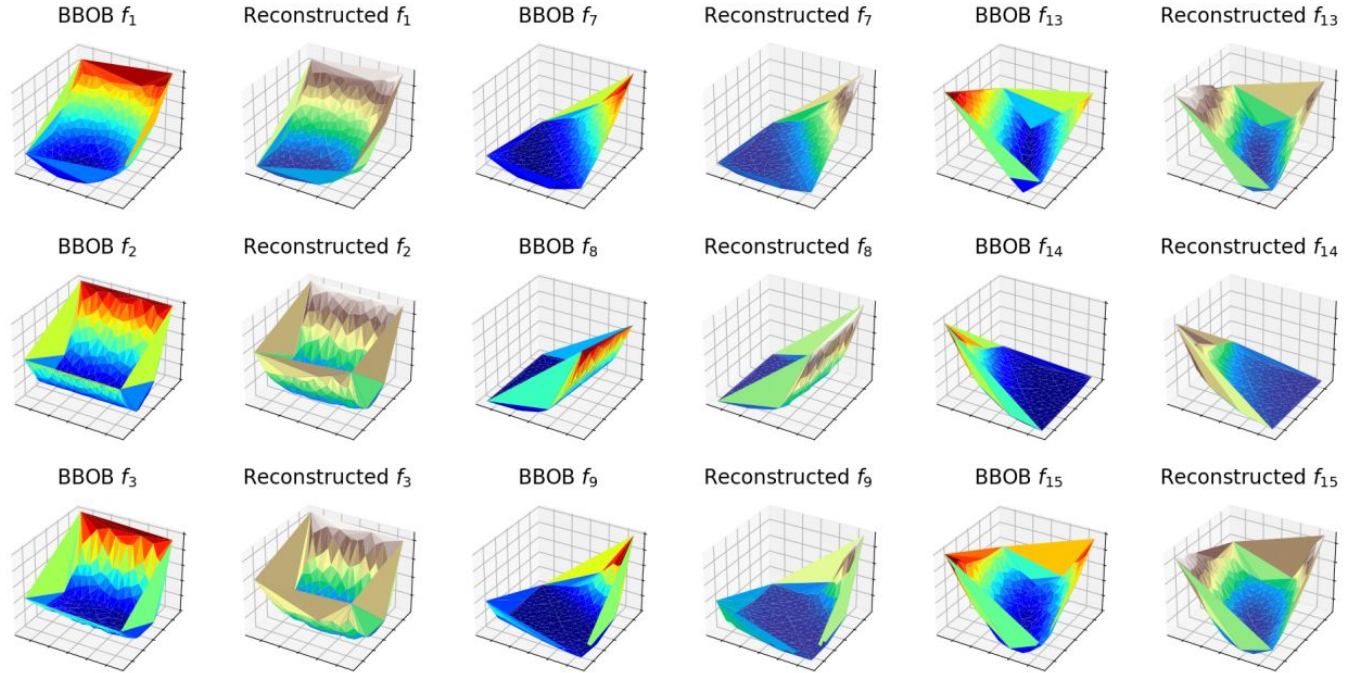 BBOB f₁
Reconstructed f₁
BBOB f₇
Reconstructed f₇
BBOB f₁₃
Reconstructed f₁₃
BBOB f₂
Reconstructed f₂
BBOB f₈
Reconstructed f₈
BBOB f₁₄
Reconstructed f₁₄
BBOB f₃
Reconstructed f₃
BBOB f₉
Reconstructed f₉
BBOB f₁₅
Reconstructed f₁₅